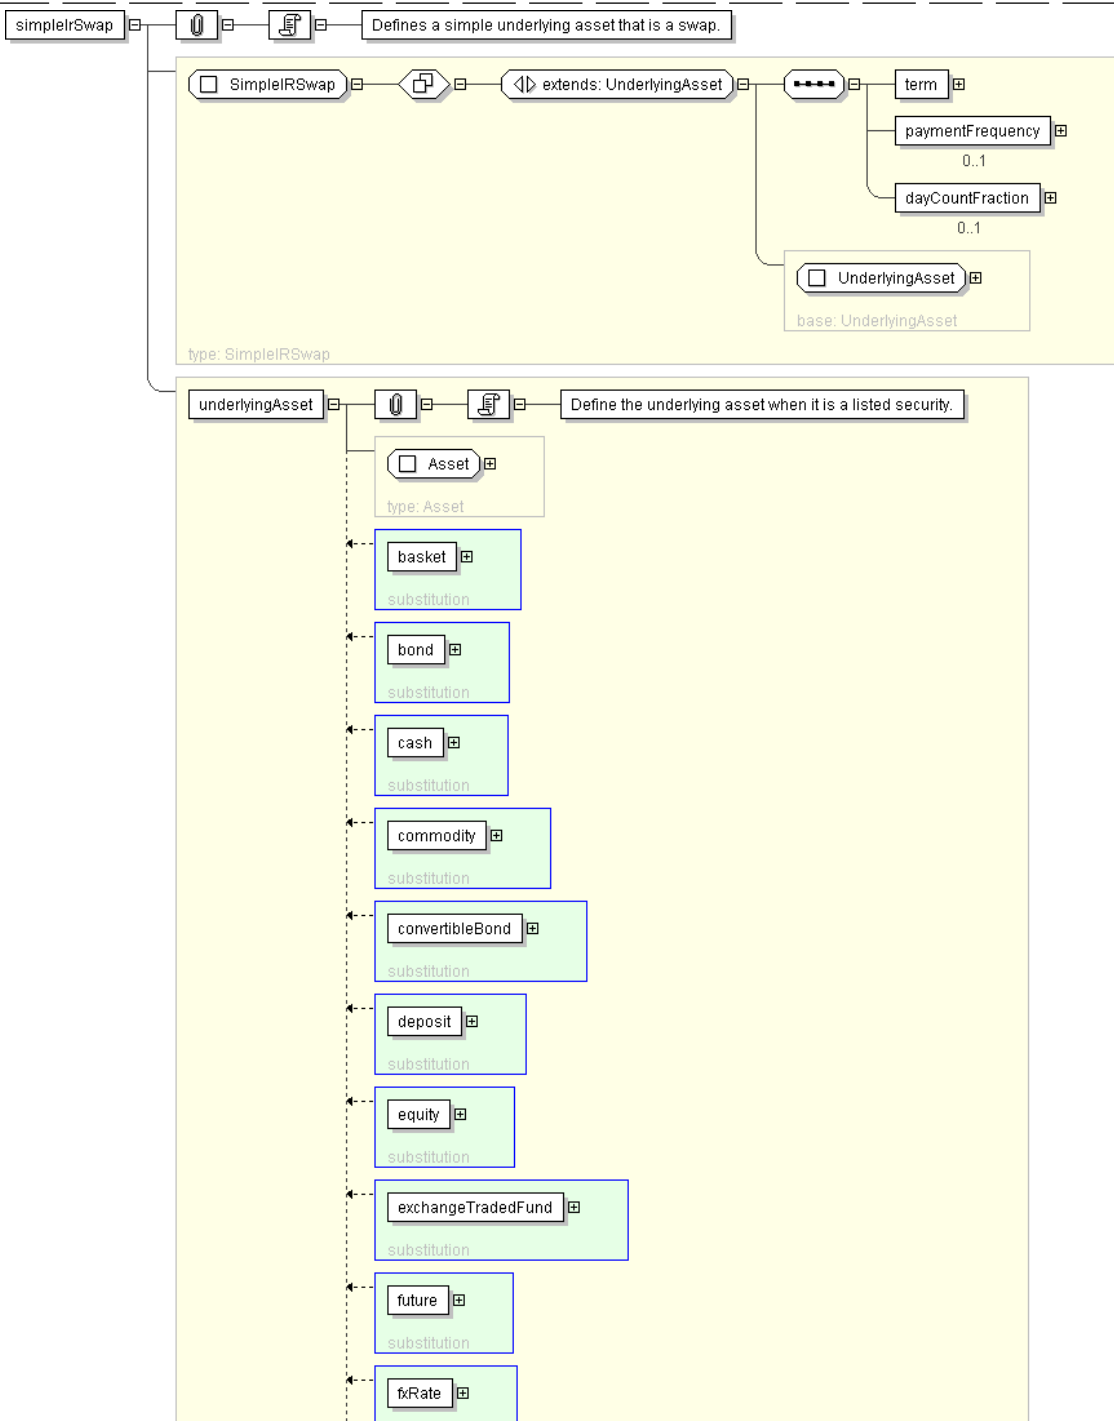 simpleIrSwap
Defines a simple underlying asset that is a swap.
SimpleIRSwap
extends: UnderlyingAsset
term
paymentFrequency
0..1
dayCountFraction
0..1
UnderlyingAsset
base: UnderlyingAsset
type: SimpleIRSwap
underlyingAsset
Define the underlying asset when it is a listed security.
Asset
type: Asset
basket
substitution
bond
substitution
cash
substitution
commodity
substitution
convertibleBond
substitution
deposit
substitution
equity
substitution
exchangeTradedFund
substitution
future
substitution
fxRate